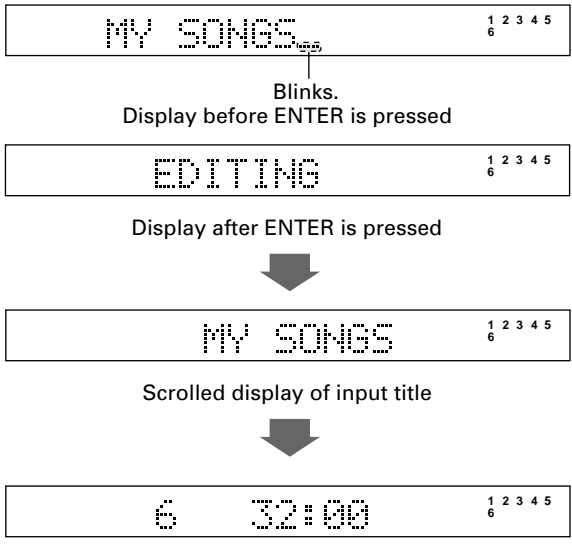 MY SONGS_ 1 2 3 4 5
6
Blinks.
Display before ENTER is pressed
EDITING 1 2 3 4 5
6
Display after ENTER is pressed
MY SONGS 1 2 3 4 5
6
Scrolled display of input title
6 32:00 1 2 3 4 5
6